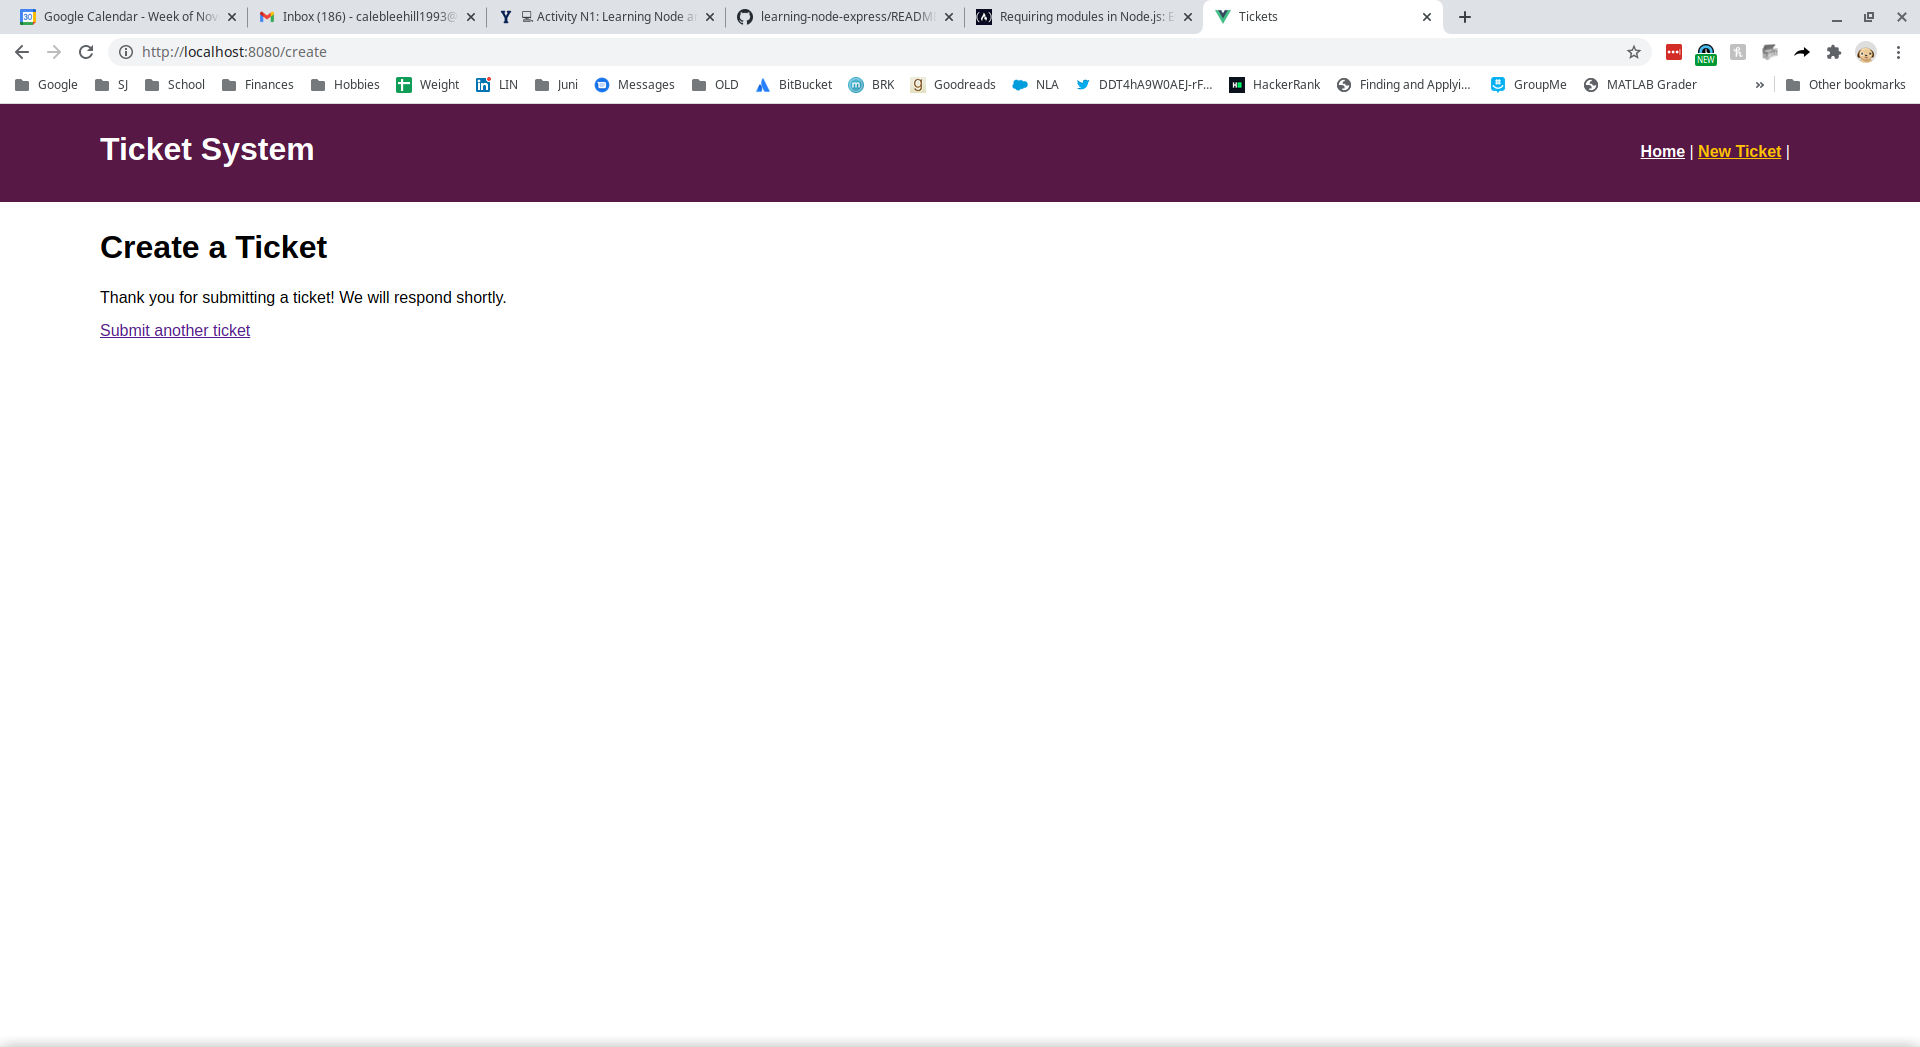 Google Calendar - Week of Nov
Inbox (186) - calebleehill1993@
Activity N1: Learning Node a
learning-node-express/READM
Requiring modules in Node.js: E
Tickets
http://localhost:8080/create
NEW
Google
SJ
School
Finances
Hobbies
Weight
LIN
Juni
Messages
OLD
BitBucket
BRK
Goodreads
NLA
DDT4hA9W0AEJ-rF...
HackerRank
Finding and Applyi...
GroupMe
MATLAB Grader
»
Other bookmarks
Ticket System
Home | New Ticket |
Create a Ticket
Thank you for submitting a ticket! We will respond shortly.
Submit another ticket